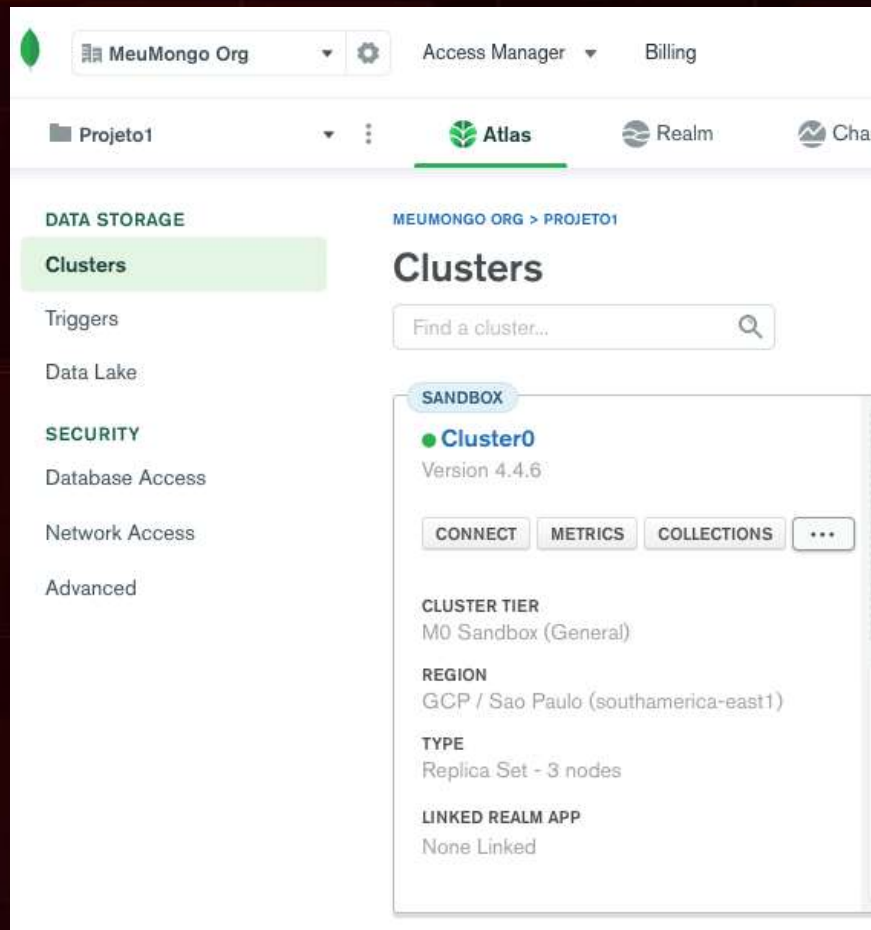 MeuMongo Org Access Manager Billing
Projeto1 Atlas Realm Cha
DATA STORAGE
Clusters
Triggers
Data Lake
SECURITY
Database Access
Network Access
Advanced
MEUMONGO ORG > PROJETO1
Clusters
Find a cluster...
SANDBOX
Cluster0
Version 4.4.6
CONNECT METRICS COLLECTIONS ...
CLUSTER TIER
M0 Sandbox (General)
REGION
GCP / Sao Paulo (southamerica-east1)
TYPE
Replica Set - 3 nodes
LINKED REALM APP
None Linked